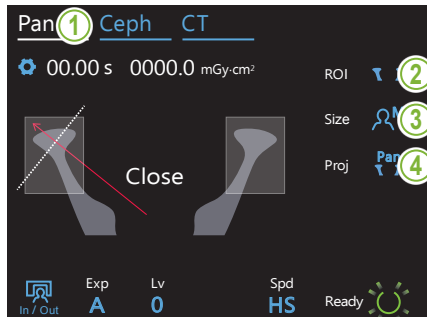 Pan 1 Ceph CT
00.00 s 0000.0 mGy·cm²
ROI 2
Size M 3
Close
Proj Pan 4
In / Out
Exp
A
Lv
0
Spd
HS
Ready